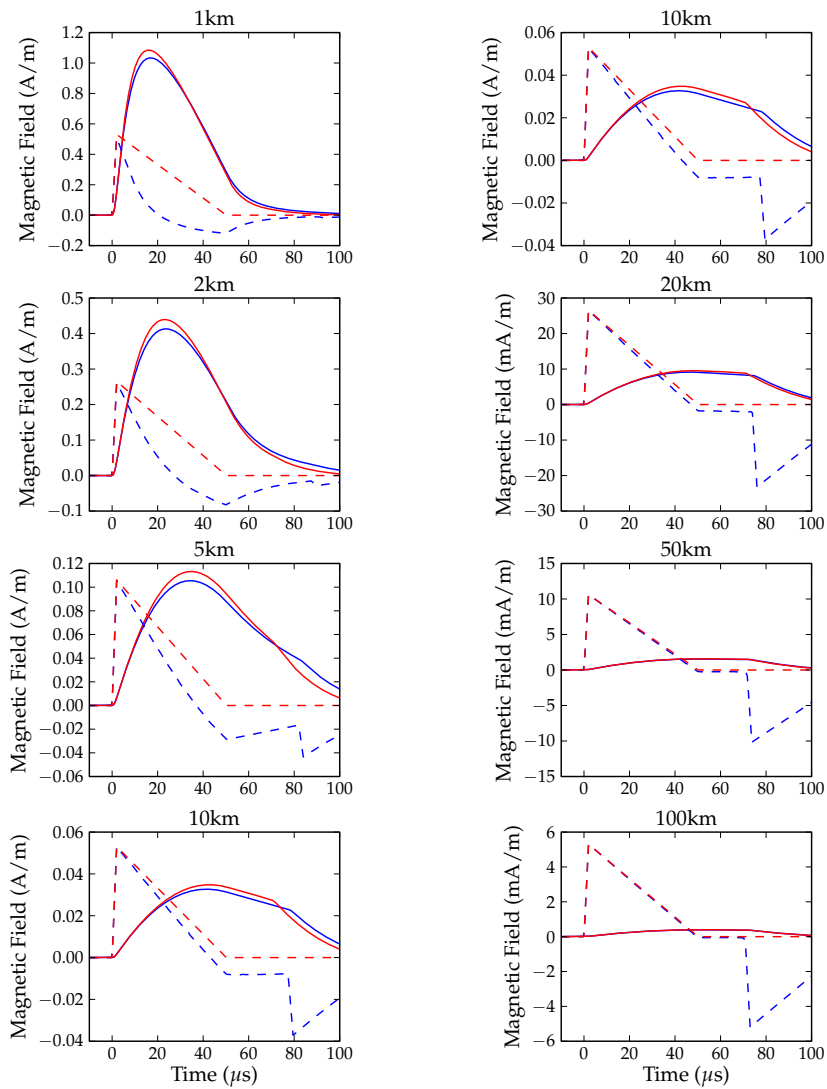 1km
Magnetic Field (A/m)
1.2
1.0
0.8
0.6
0.4
0.2
0.0
−0.2
0 20 40 60 80 100
2km
Magnetic Field (A/m)
0.5
0.4
0.3
0.2
0.1
0.0
−0.1
0 20 40 60 80 100
5km
Magnetic Field (A/m)
0.12
0.10
0.08
0.06
0.04
0.02
0.00
−0.02
−0.04
−0.06
0 20 40 60 80 100
10km
Magnetic Field (A/m)
0.06
0.04
0.02
0.00
−0.02
−0.04
0 20 40 60 80 100
Time (μs)
10km
Magnetic Field (A/m)
0.06
0.04
0.02
0.00
−0.02
−0.04
0 20 40 60 80 100
20km
Magnetic Field (mA/m)
30
20
10
0
−10
−20
−30
0 20 40 60 80 100
50km
Magnetic Field (mA/m)
15
10
5
0
−5
−10
−15
0 20 40 60 80 100
100km
Magnetic Field (mA/m)
6
4
2
0
−2
−4
−6
0 20 40 60 80 100
Time (μs)